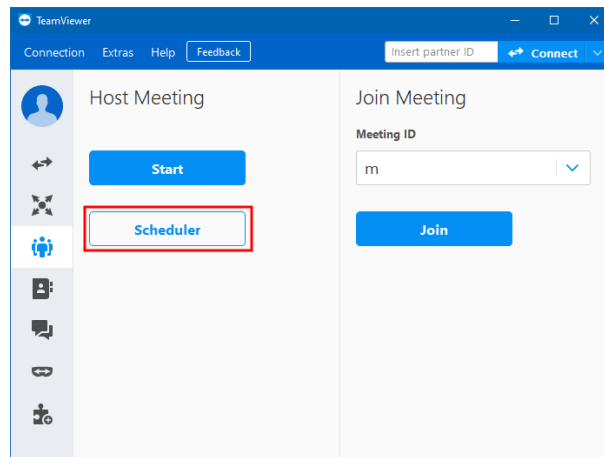 TeamViewer
Connection Extras Help Feedback Insert partner ID Connect
Host Meeting
Join Meeting
Meeting ID
Start
m
Scheduler
Join